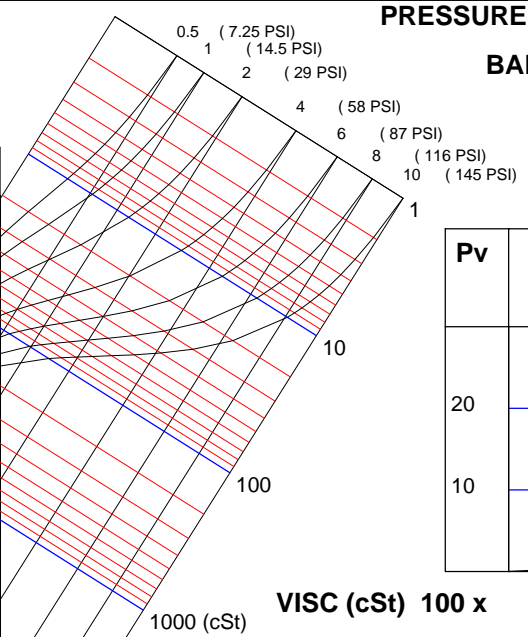 PRESSURE
BAR
0.5 ( 7.25 PSI)
1 ( 14.5 PSI)
2 ( 29 PSI)
4 ( 58 PSI)
6 ( 87 PSI)
8 ( 116 PSI)
10 ( 145 PSI)
1
Pv
10
20
10
100
VISC (cSt) 100 x
1000 (cSt)